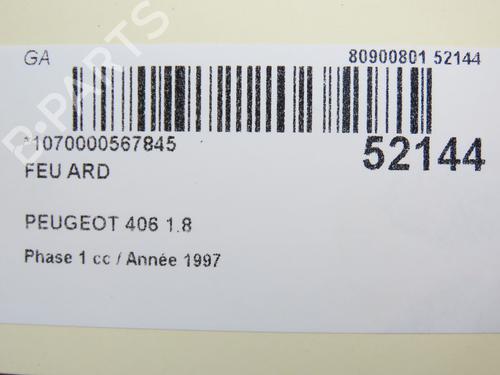 GA 80900801 52144
*1070000567845 52144
FEU ARD
PEUGEOT 406 1.8
Phase 1 cc / Année 1997
B-PARTS